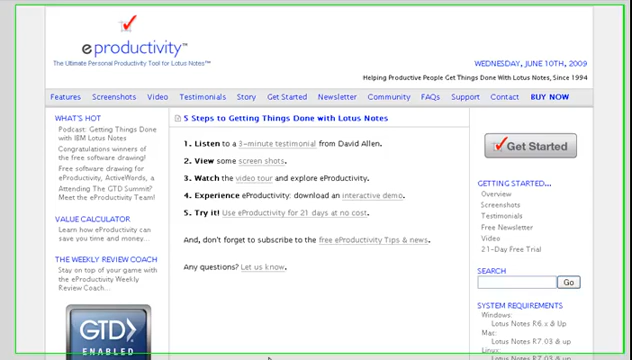 eproductivity™
The Ultimate Personal Productivity Tool for Lotus Notes™
WEDNESDAY, JUNE 10TH, 2009
Helping Productive People Get Things Done With Lotus Notes, Since 1994
Features Screenshots Video Testimonials Story Get Started Newsletter Community FAQs Support Contact BUY NOW
WHAT'S HOT
Podcast: Getting Things Done
with IBM Lotus Notes
Congratulations winners of
the free software drawing!
Free software drawing for
eProductivity, ActiveWords, a
Attending The GTD Summit?
Meet the eProductivity Team!
VALUE CALCULATOR
Learn how eProductivity can
save you time and money...
THE WEEKLY REVIEW COACH
Stay on top of your game with
the eProductivity Weekly
Review Coach...
GTD
ENABLED
5 Steps to Getting Things Done with Lotus Notes
1. Listen to a 3-minute testimonial from David Allen.
2. View some screen shots.
3. Watch the video tour and explore eProductivity.
4. Experience eProductivity: download an interactive demo.
5. Try it! Use eProductivity for 21 days at no cost.
And, don't forget to subscribe to the free eProductivity Tips & news.
Any questions? Let us know.
Get Started
GETTING STARTED...
Overview
Screenshots
Testimonials
Free Newsletter
Video
21-Day Free Trial
SEARCH
Go
SYSTEM REQUIREMENTS
Windows:
Lotus Notes R6.x & Up
Mac:
Lotus Notes R7.03 & up
Linux:
Lotus Notes R7.03 & up